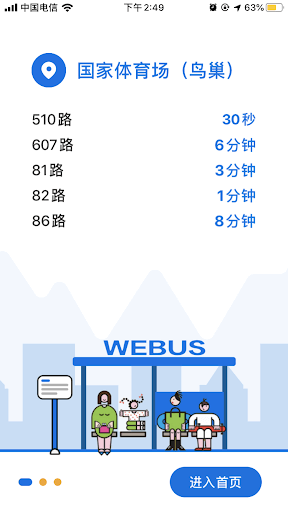 中国电信 下午2:49 63%
国家体育场（鸟巢）
510路 30秒
607路 6分钟
81路 3分钟
82路 1分钟
86路 8分钟
WEBUS
进入首页